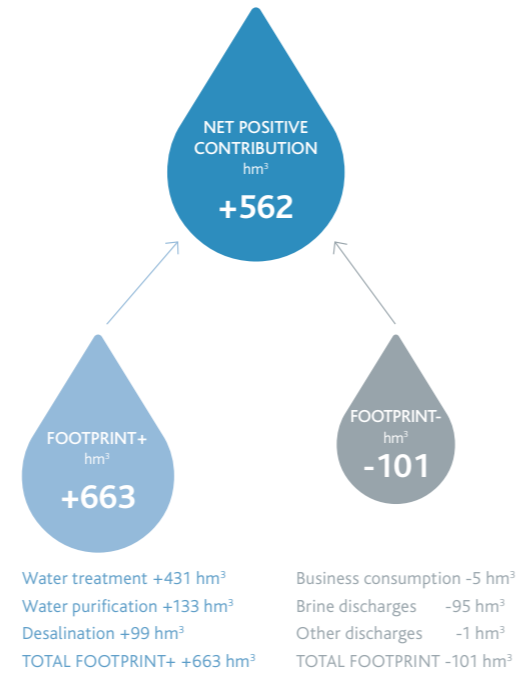 NET POSITIVE
CONTRIBUTION
hm³
+562
FOOTPRINT+
hm³
+663
FOOTPRINT-
hm³
-101
Water treatment +431 hm³
Water purification +133 hm³
Desalination +99 hm³
TOTAL FOOTPRINT+ +663 hm³
Business consumption -5 hm³
Brine discharges -95 hm³
Other discharges -1 hm³
TOTAL FOOTPRINT -101 hm³